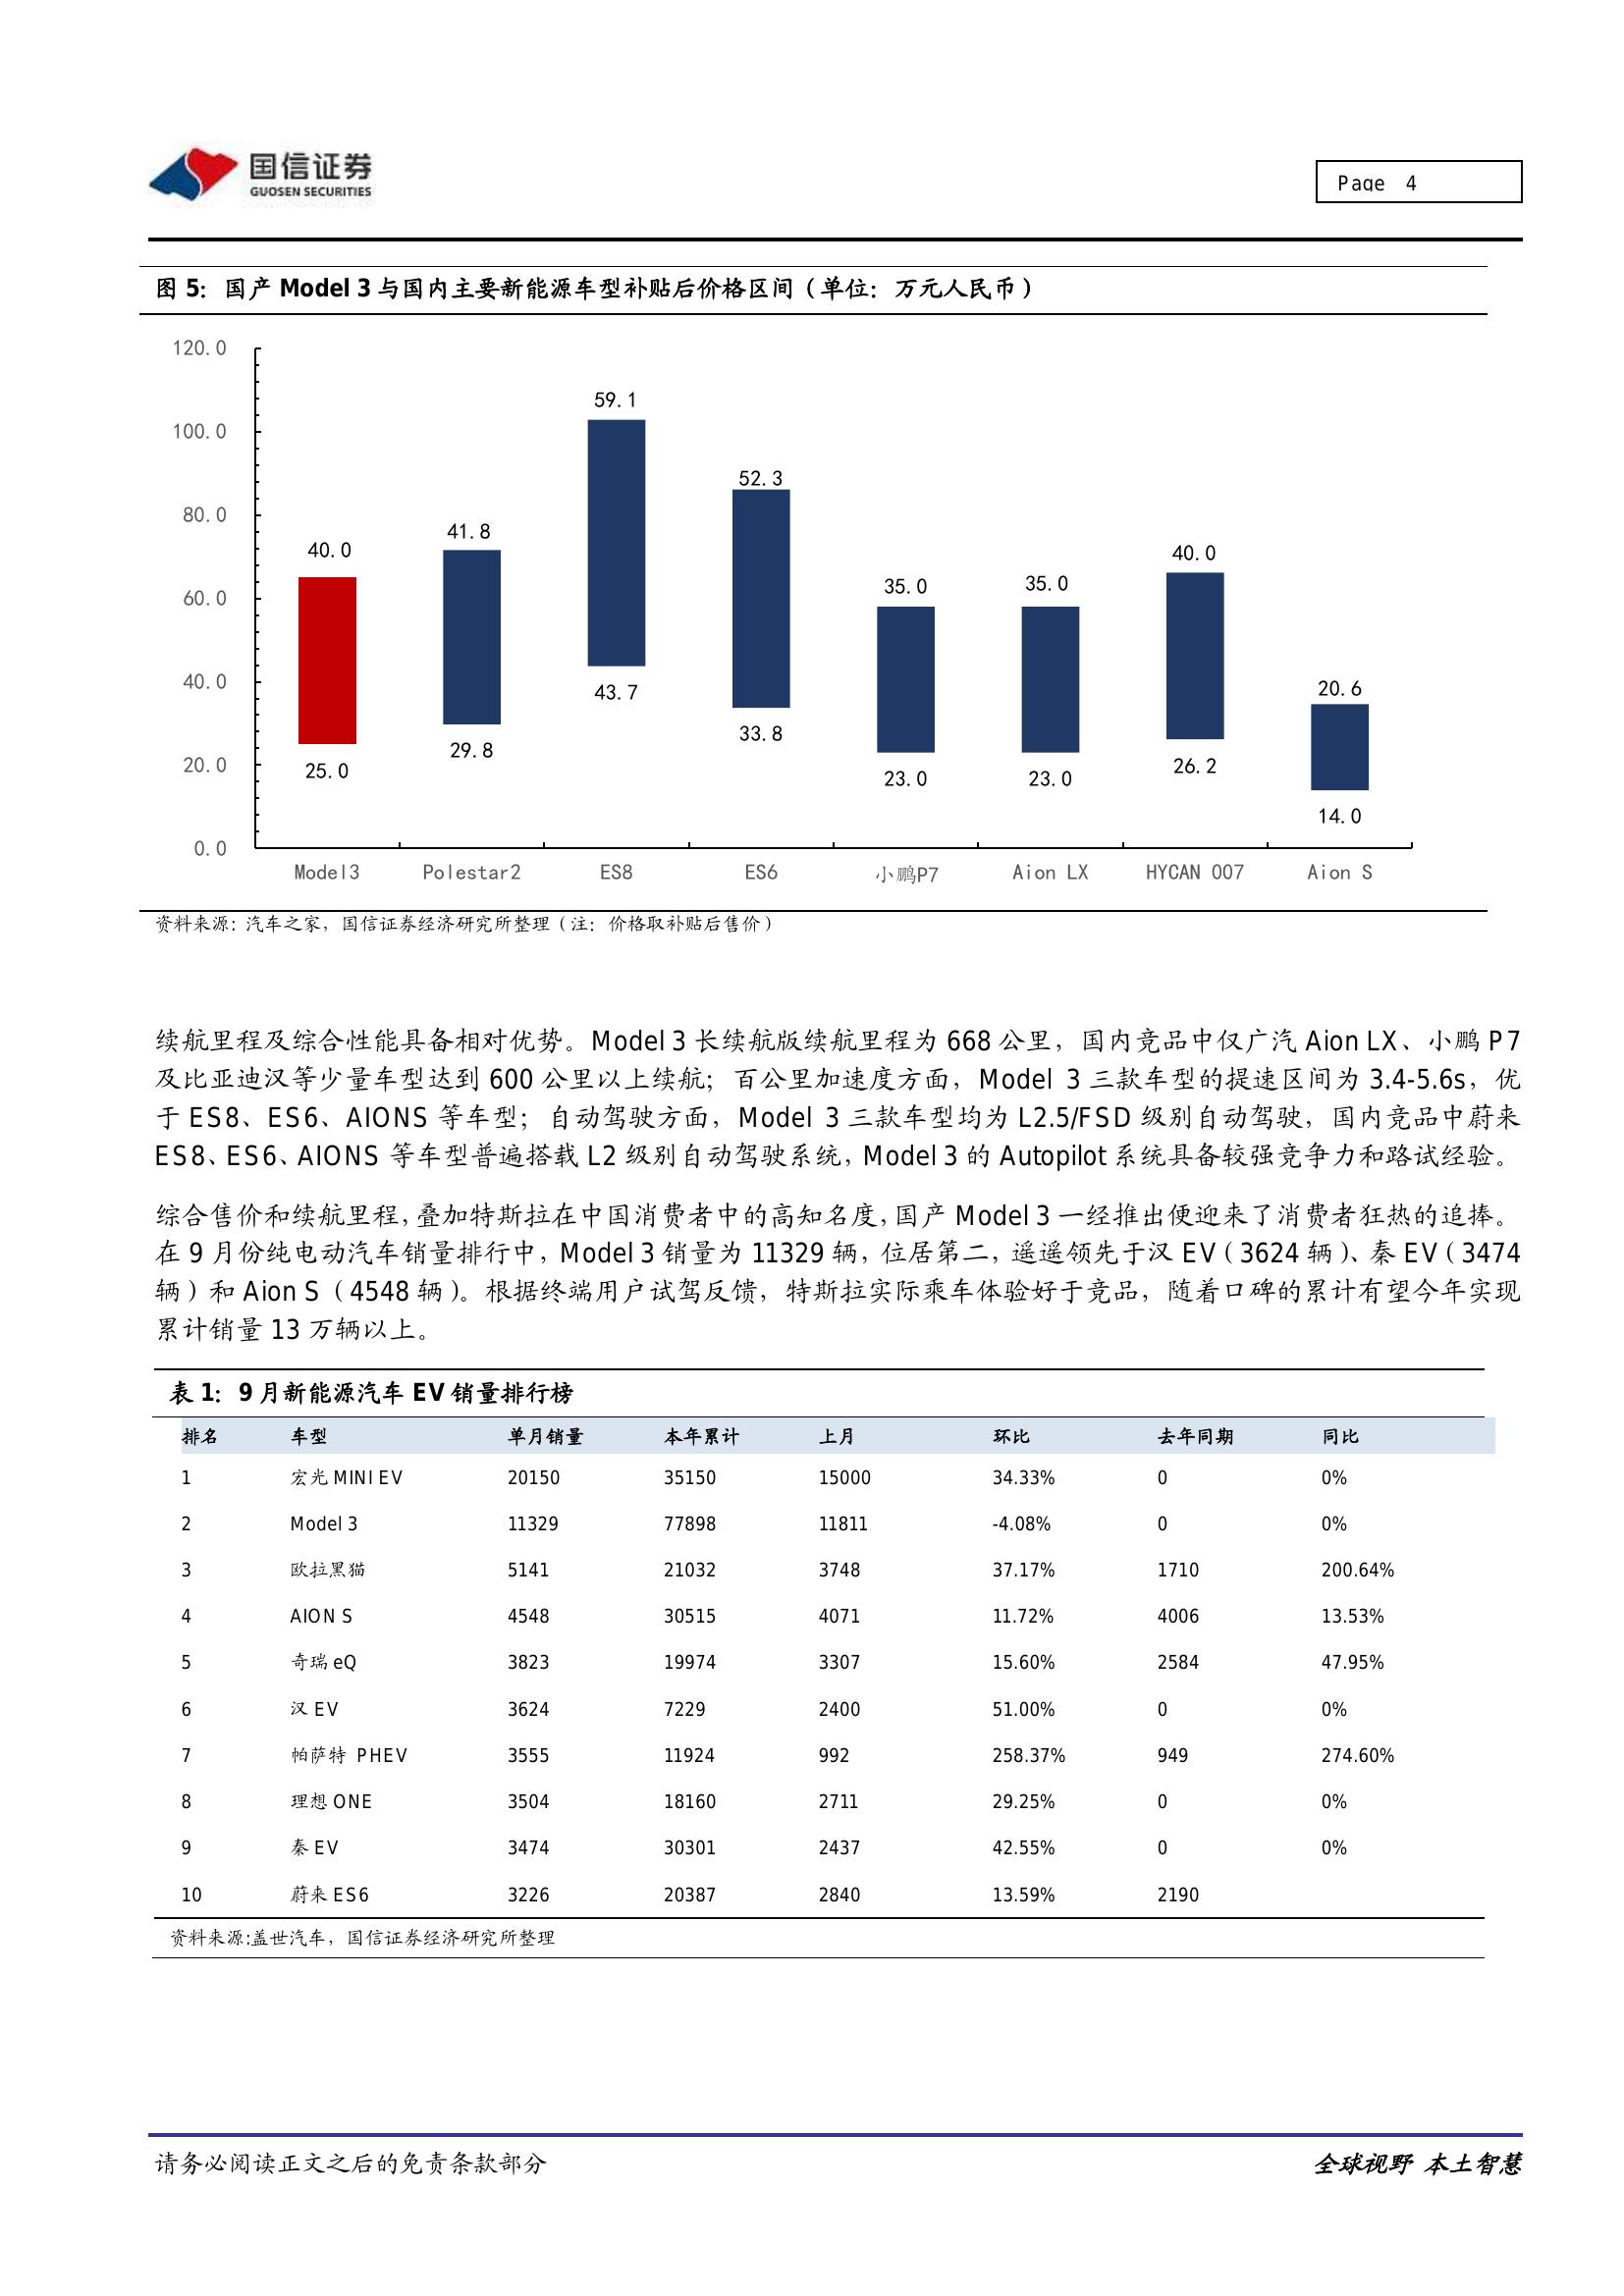 国信证券
GUOSEN SECURITIES
Page 4
图 5：国产 Model 3 与国内主要新能源车型补贴后价格区间（单位：万元人民币）
120.0
100.0
80.0
60.0
40.0
20.0
0.0
40.0
41.8
59.1
52.3
35.0
35.0
40.0
20.6
25.0
29.8
43.7
33.8
23.0
23.0
26.2
14.0
Model3 Polestar2 ES8 ES6 小鹏P7 Aion LX HYCAN 007 Aion S
资料来源：汽车之家，国信证券经济研究所整理（注：价格取补贴后售价）
续航里程及综合性能具备相对优势。Model 3 长续航版续航里程为 668 公里，国内竞品中仅广汽 Aion LX、小鹏 P7
及比亚迪汉等少量车型达到 600 公里以上续航；百公里加速度方面，Model 3 三款车型的提速区间为 3.4-5.6s，优
于 ES8、ES6、AIONS 等车型；自动驾驶方面，Model 3 三款车型均为 L2.5/FSD 级别自动驾驶，国内竞品中蔚来
ES8、ES6、AIONS 等车型普遍搭载 L2 级别自动驾驶系统，Model 3 的 Autopilot 系统具备较强竞争力和路试经验。
综合售价和续航里程，叠加特斯拉在中国消费者中的高知名度，国产 Model 3 一经推出便迎来了消费者狂热的追捧。
在 9 月份纯电动汽车销量排行中，Model 3 销量为 11329 辆，位居第二，遥遥领先于汉 EV（3624 辆）、秦 EV（3474
辆）和 Aion S（4548 辆）。根据终端用户试驾反馈，特斯拉实际乘车体验好于竞品，随着口碑的累计有望今年实现
累计销量 13 万辆以上。
表 1：9 月新能源汽车 EV 销量排行榜
排名 车型 单月销量 本年累计 上月 环比 去年同期 同比
1 宏光 MINI EV 20150 35150 15000 34.33% 0 0%
2 Model 3 11329 77898 11811 -4.08% 0 0%
3 欧拉黑猫 5141 21032 3748 37.17% 1710 200.64%
4 AION S 4548 30515 4071 11.72% 4006 13.53%
5 奇瑞 eQ 3823 19974 3307 15.60% 2584 47.95%
6 汉 EV 3624 7229 2400 51.00% 0 0%
7 帕萨特 PHEV 3555 11924 992 258.37% 949 274.60%
8 理想 ONE 3504 18160 2711 29.25% 0 0%
9 秦 EV 3474 30301 2437 42.55% 0 0%
10 蔚来 ES6 3226 20387 2840 13.59% 2190
资料来源:盖世汽车，国信证券经济研究所整理
请务必阅读正文之后的免责条款部分
全球视野 本土智慧